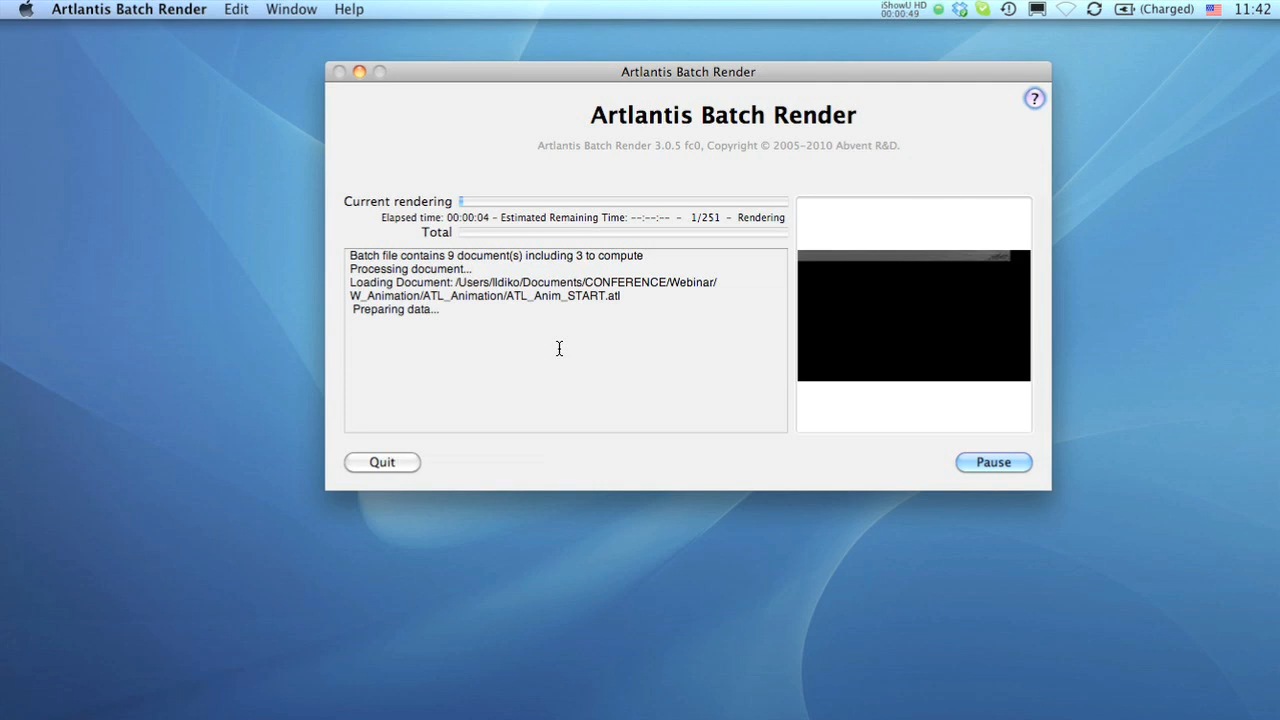 Artlantis Batch Render Edit Window Help iShowU HD 00:00:49 (Charged) 11:42
Artlantis Batch Render
?
Artlantis Batch Render
Artlantis Batch Render 3.0.5 fc0, Copyright © 2005-2010 Abvent R&D.
Current rendering
Elapsed time: 00:00:04 - Estimated Remaining Time: --:--:-- - 1/251 - Rendering
Total
Batch file contains 9 document(s) including 3 to compute
Processing document...
Loading Document: /Users/Ildiko/Documents/CONFERENCE/Webinar/
W_Animation/ATL_Animation/ATL_Anim_START.atl
Preparing data...
Quit Pause